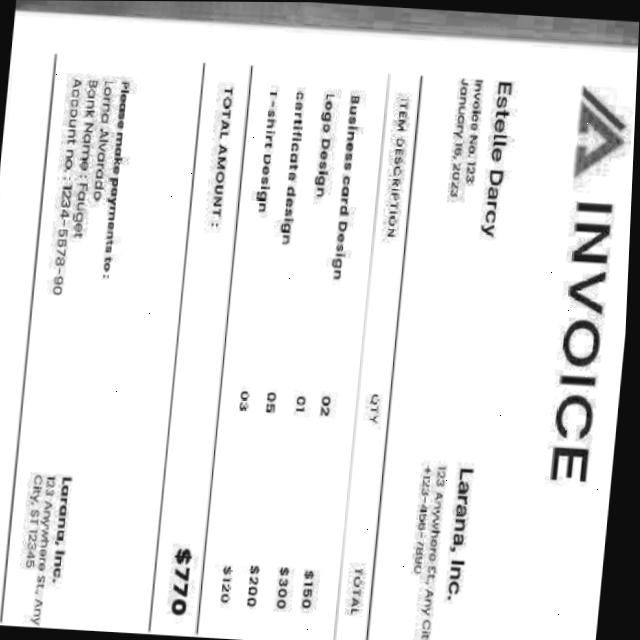 INVOICE
Estelle Darcy
Invoice No. 123
January 16, 2023
Larana, Inc.
123 Anywhere St., Any Cit
+123-456-7890
ITEM DESCRIPTION QTY TOTAL
Business card Design 02 $150
Logo Design 01 $300
certificate design 05 $200
T-shirt Design 03 $120
TOTAL AMOUNT : $770
Please make payments to :
Lorna Alvarado
Bank Name : Fauget
Account no. : 1234-5678-90
Larana, Inc.
123 Anywhere St., Any
City, ST 12345